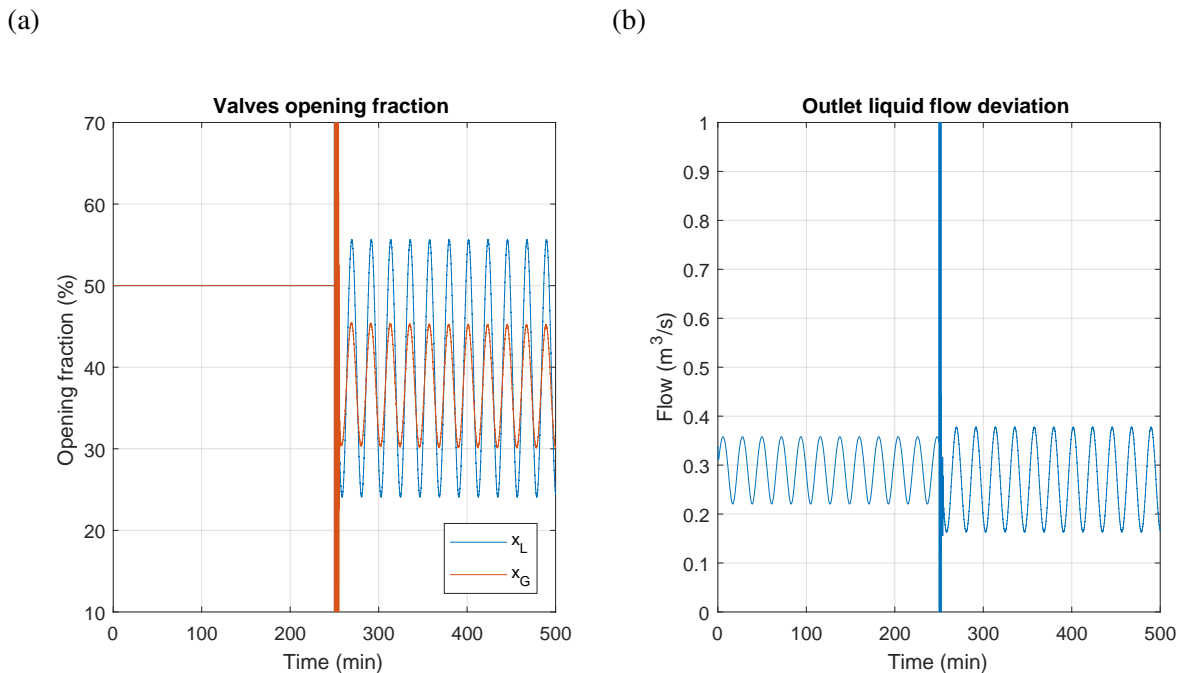 (a)
Valves opening fraction
70
60
50
40
30
20
10
Opening fraction (%)
x_L
x_G
0 100 200 300 400 500
Time (min)
(b)
Outlet liquid flow deviation
1
0.9
0.8
0.7
0.6
0.5
0.4
0.3
0.2
0.1
0
Flow (m³/s)
0 100 200 300 400 500
Time (min)